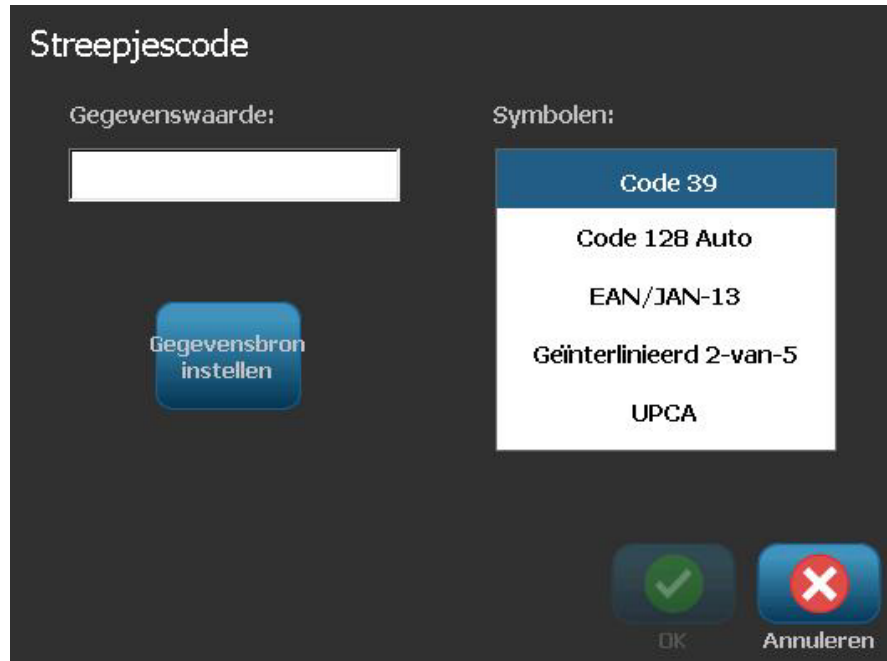 Streepjescode
Gegevenswaarde:
Symbolen:
Code 39
Code 128 Auto
EAN/JAN-13
Geïnterlinieerd 2-van-5
UPCA
Gegevensbron
instellen
OK
Annuleren